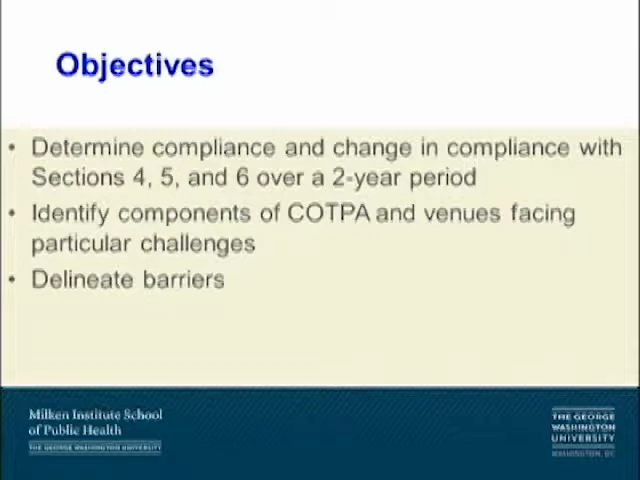 Objectives
• Determine compliance and change in compliance with
Sections 4, 5, and 6 over a 2-year period
• Identify components of COTPA and venues facing
particular challenges
• Delineate barriers
Milken Institute School
of Public Health
THE GEORGE WASHINGTON UNIVERSITY
THE GEORGE
WASHINGTON
UNIVERSITY
WASHINGTON, DC